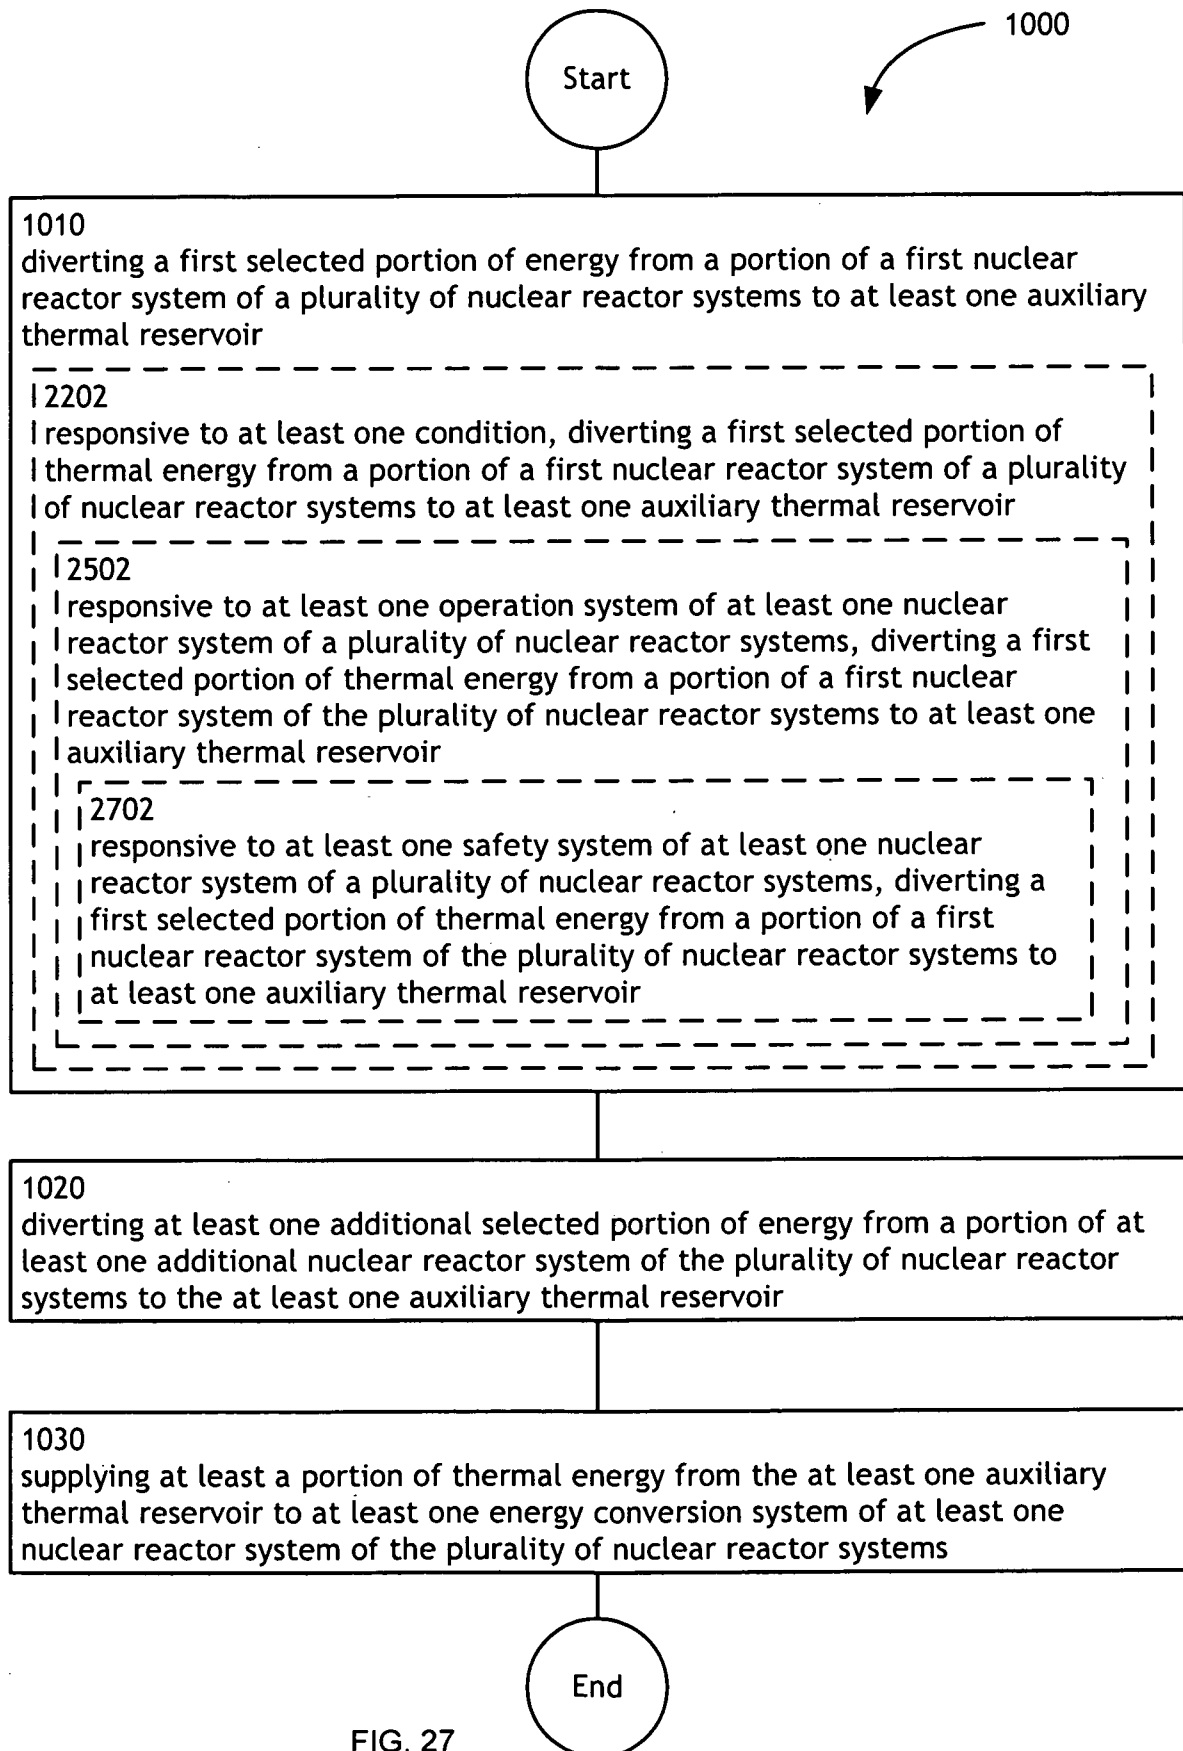 1000
Start
1010
diverting a first selected portion of energy from a portion of a first nuclear
reactor system of a plurality of nuclear reactor systems to at least one auxiliary
thermal reservoir
2202
responsive to at least one condition, diverting a first selected portion of
thermal energy from a portion of a first nuclear reactor system of a plurality
of nuclear reactor systems to at least one auxiliary thermal reservoir
2502
responsive to at least one operation system of at least one nuclear
reactor system of a plurality of nuclear reactor systems, diverting a first
selected portion of thermal energy from a portion of a first nuclear
reactor system of the plurality of nuclear reactor systems to at least one
auxiliary thermal reservoir
2702
responsive to at least one safety system of at least one nuclear
reactor system of a plurality of nuclear reactor systems, diverting a
first selected portion of thermal energy from a portion of a first
nuclear reactor system of the plurality of nuclear reactor systems to
at least one auxiliary thermal reservoir
1020
diverting at least one additional selected portion of energy from a portion of at
least one additional nuclear reactor system of the plurality of nuclear reactor
systems to the at least one auxiliary thermal reservoir
1030
supplying at least a portion of thermal energy from the at least one auxiliary
thermal reservoir to at least one energy conversion system of at least one
nuclear reactor system of the plurality of nuclear reactor systems
End
FIG. 27